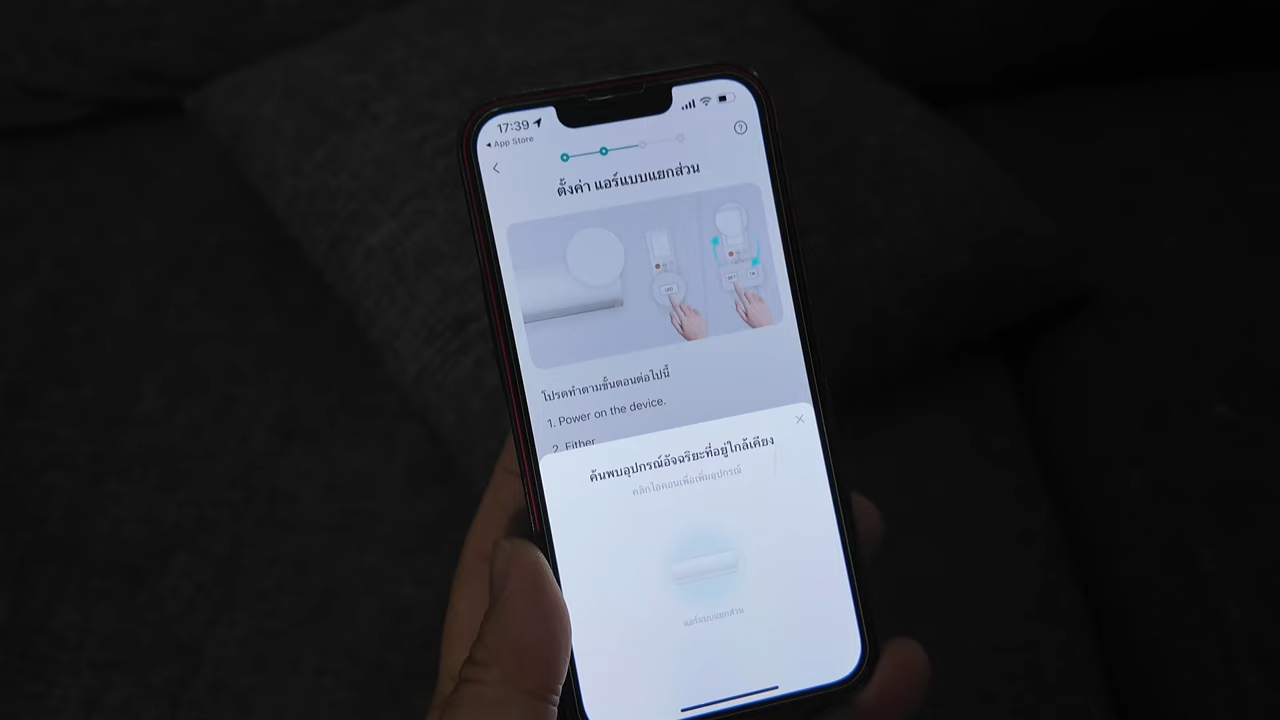 17:39
App Store
ตั้งค่า แอร์แบบแยกส่วน
LED
โปรดทำตามขั้นตอนต่อไปนี้
1. Power on the device.
2. Either
ค้นพบอุปกรณ์อัจฉริยะที่อยู่ใกล้เคียง
คลิกไอคอนเพื่อเพิ่มอุปกรณ์
แอร์แบบแยกส่วน